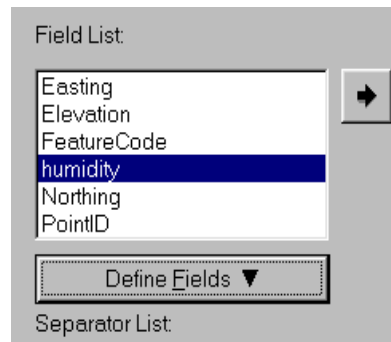 Field List:
Easting
Elevation
FeatureCode
humidity
Northing
PointID
Define Fields ▼
Separator List: